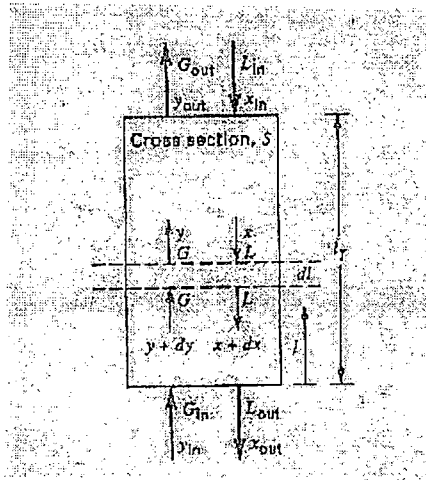 G_out L_in
y_out x_in
Cross section, S
y x
G L
dl
l_T
G L
y + dy x + dx
l
G_in L_out
y_in x_out